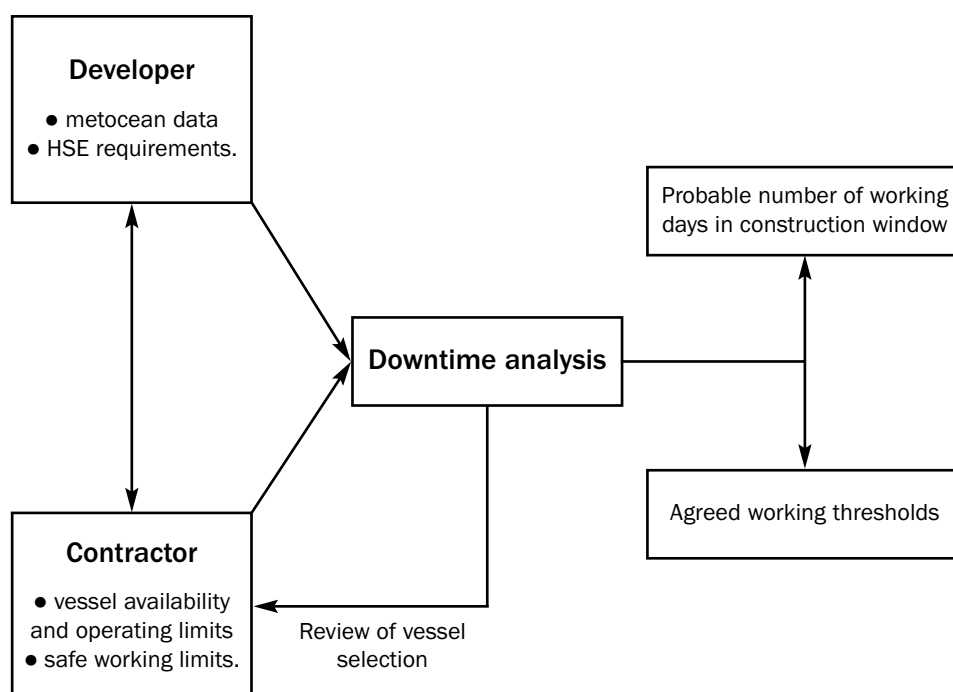 Developer
● metocean data
● HSE requirements.
Probable number of working
days in construction window
Downtime analysis
Agreed working thresholds
Contractor
● vessel availability
and operating limits
● safe working limits.
Review of vessel
selection